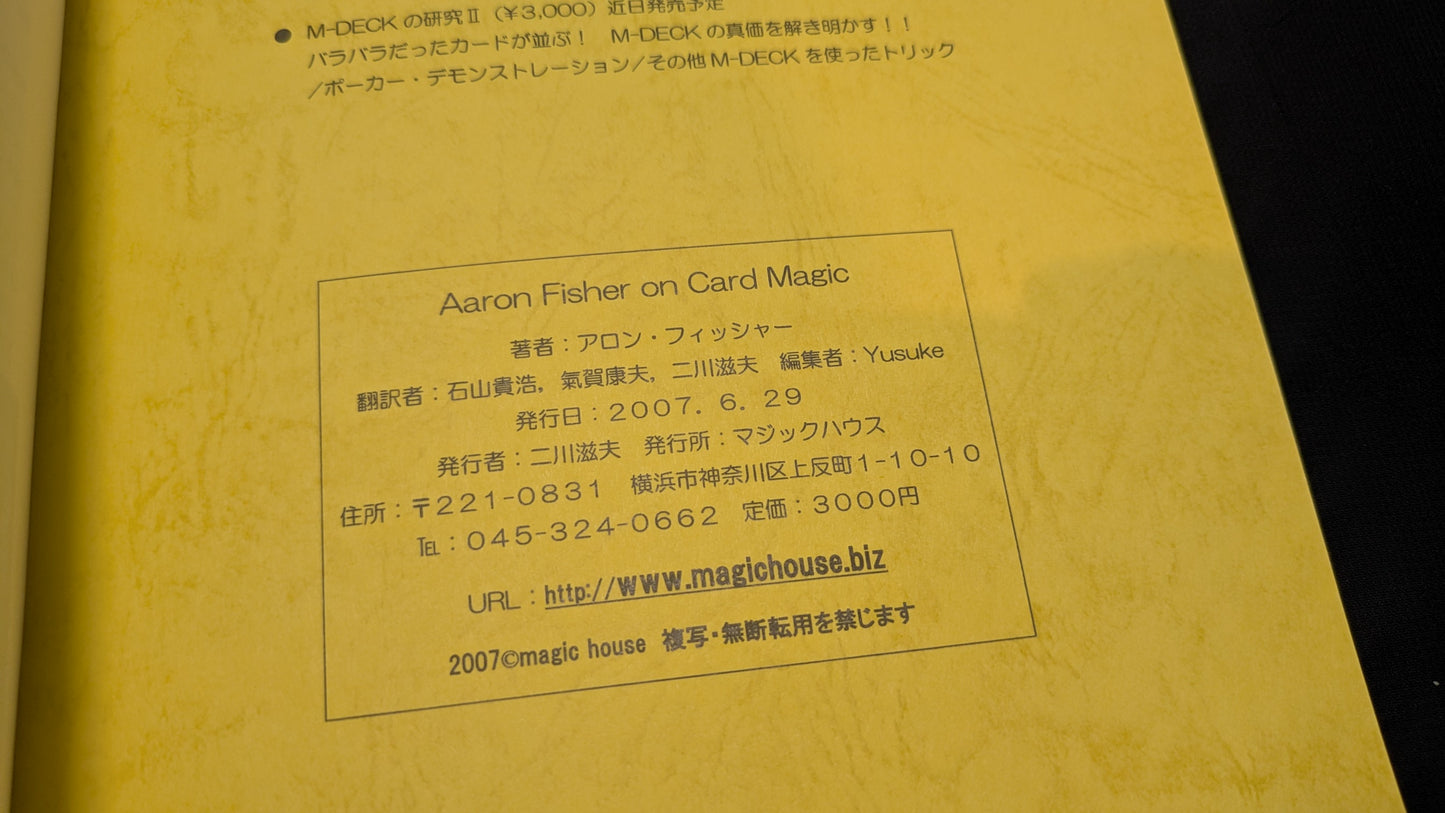 ● M-DECKの研究Ⅱ（￥3,000）近日発売予定
バラバラだったカードが並ぶ！　M-DECKの真価を解き明かす！！
／ポーカー・デモンストレーション／その他M-DECKを使ったトリック
Aaron Fisher on Card Magic
著者：アロン・フィッシャー
翻訳者：石山貴浩，氣賀康夫，二川滋夫　編集者：Yusuke
発行日：２００７．６．２９
発行者：二川滋夫　発行所：マジックハウス
住所：〒２２１-０８３１　横浜市神奈川区上反町１-１０-１０
℡：０４５-３２４-０６６２　定価：３０００円
URL：http://www.magichouse.biz
2007©magic house 複写・無断転用を禁じます